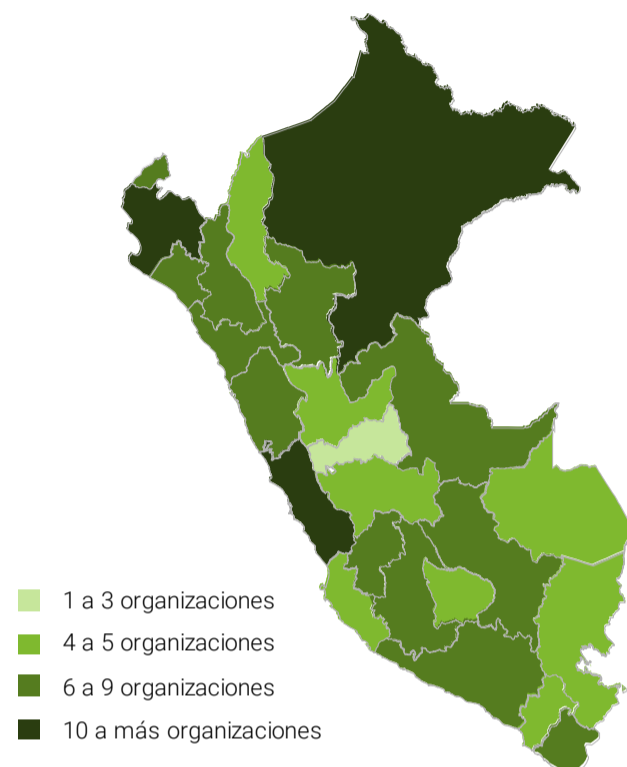 1 a 3 organizaciones
4 a 5 organizaciones
6 a 9 organizaciones
10 a más organizaciones